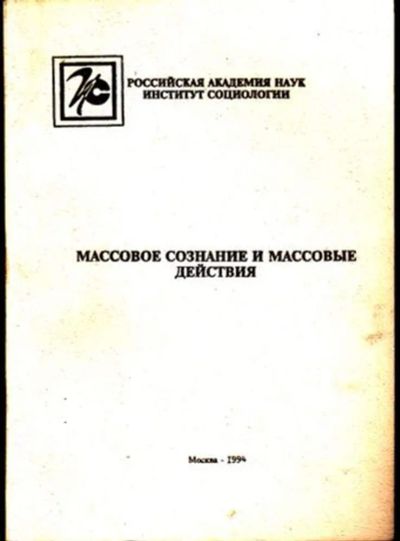 РОССИЙСКАЯ АКАДЕМИЯ НАУК
ИНСТИТУТ СОЦИОЛОГИИ
МАССОВОЕ СОЗНАНИЕ И МАССОВЫЕ
ДЕЙСТВИЯ
Москва - 1994